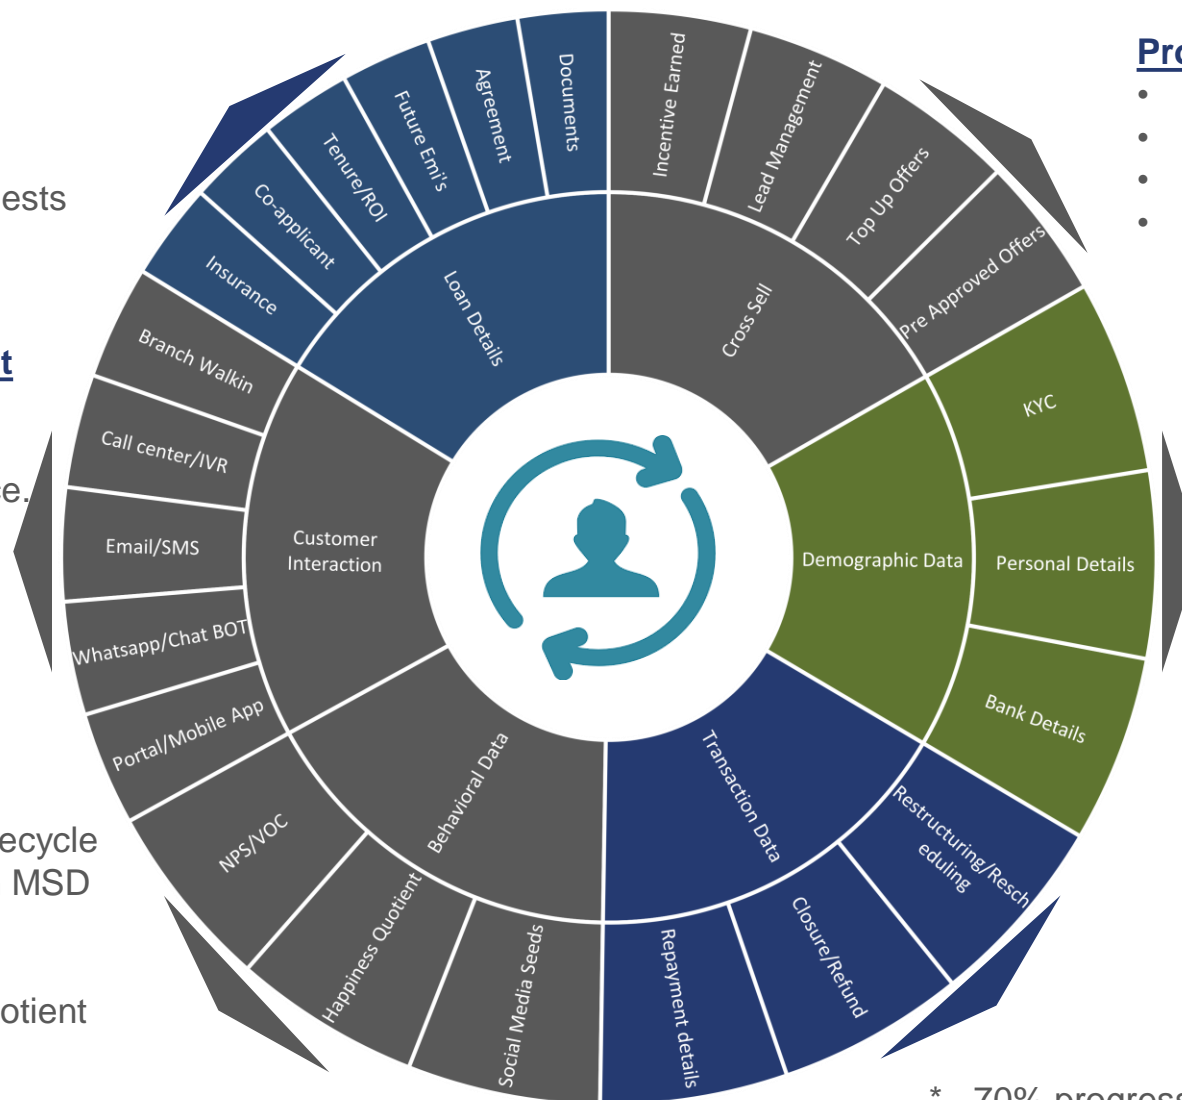 Documents
Agreement
Future Emi's
Tenure/ROI
Co-applicant
Insurance
Loan Details
Incentive Earned
Lead Management
Top Up Offers
Pre Approved Offers
Cross Sell
KYC
Personal Details
Bank Details
Demographic Data
Restructuring/Resch
eduling
Closure/Refund
Repayment details
Transaction Data
Social Media Seeds
Happiness Quotient
NPS/VOC
Behavioral Data
Portal/Mobile App
Whatsapp/Chat BOT
Email/SMS
Call center/IVR
Branch Walkin
Customer
Interaction
Pro
•
•
•
•
ests
t
ce.
ecycle
MSD
otient
* 70% progress